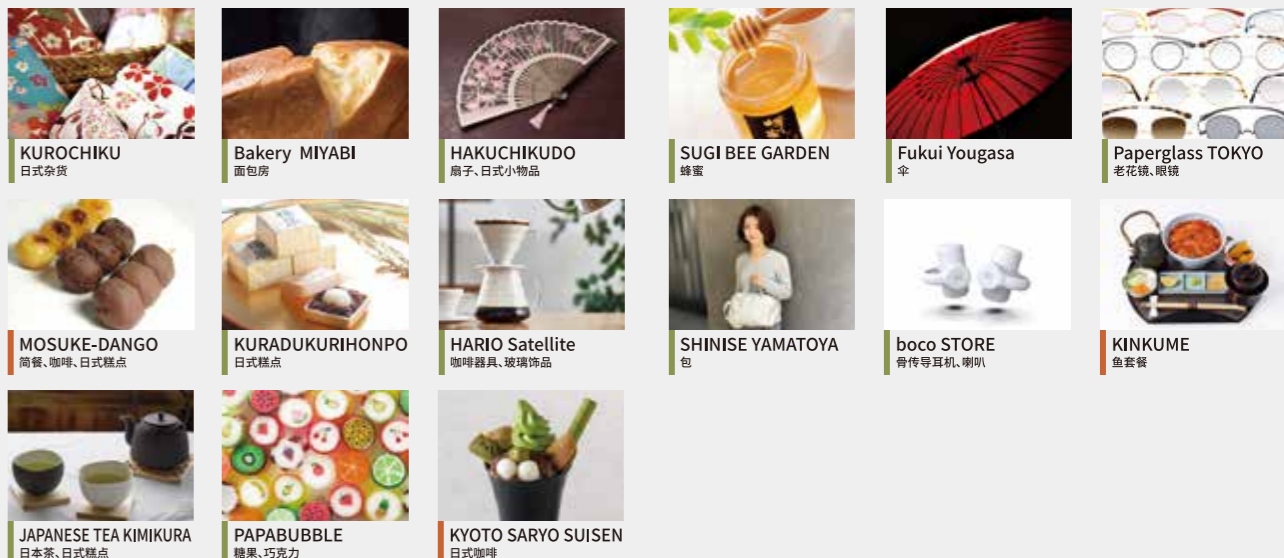 KUROCHIKU
日式杂货
Bakery MIYABI
面包房
HAKUCHIKUDO
扇子、日式小物品
SUGI BEE GARDEN
蜂蜜
Fukui Yougasa
伞
Paperglass TOKYO
老花镜、眼镜
MOSUKE-DANGO
简餐、咖啡、日式糕点
KURADUKURIHONPO
日式糕点
HARIO Satellite
咖啡器具、玻璃饰品
SHINISE YAMATOYA
包
boco STORE
骨传导耳机、喇叭
KINKUME
鱼套餐
JAPANESE TEA KIMIKURA
日本茶、日式糕点
PAPABUBBLE
糖果、巧克力
KYOTO SARYO SUISEN
日式咖啡